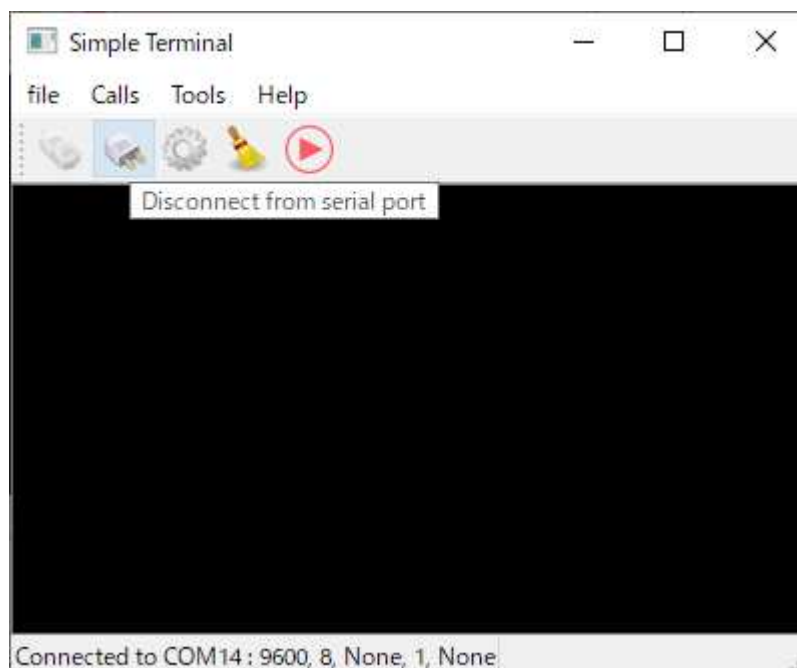 Simple Terminal
file Calls Tools Help
Disconnect from serial port
Connected to COM14 : 9600, 8, None, 1, None